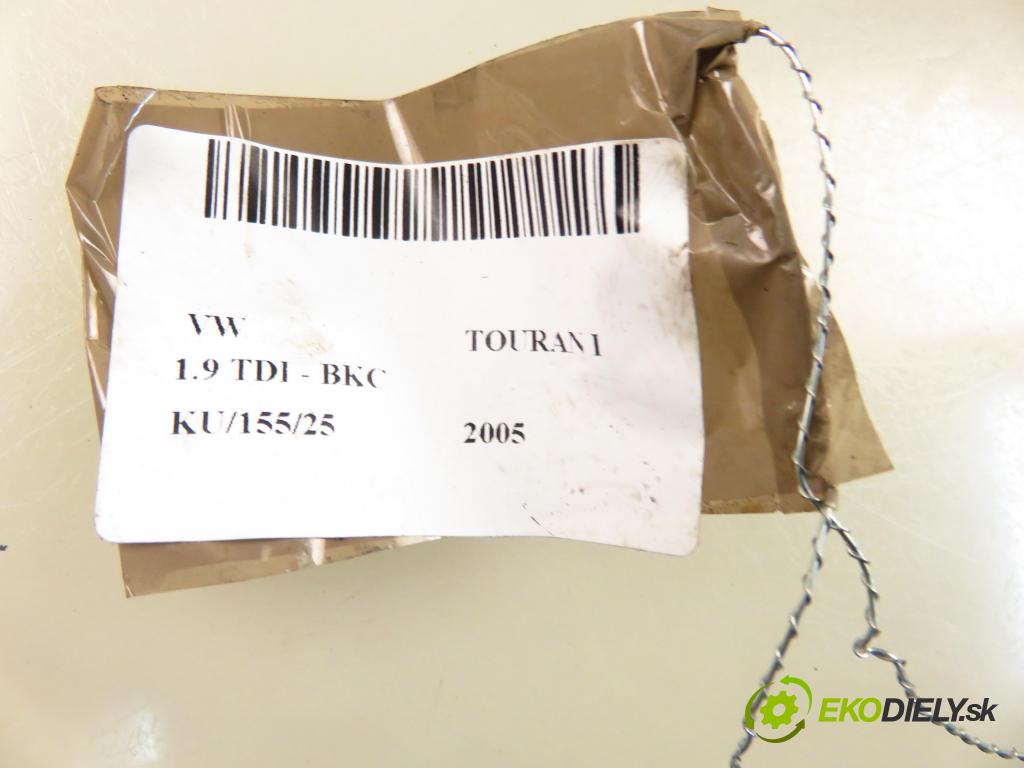 VW TOURAN I
1.9 TDI - BKC
KU/155/25 2005
EKODIELY.sk